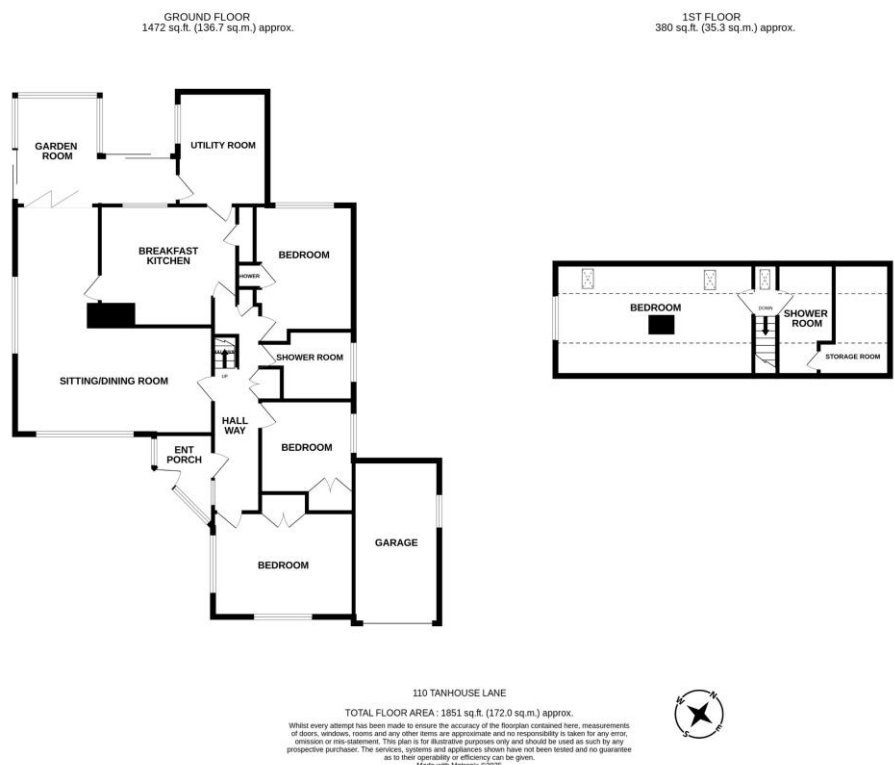 GROUND FLOOR
1472 sq.ft. (136.7 sq.m.) approx.
1ST FLOOR
380 sq.ft. (35.3 sq.m.) approx.
GARDEN
ROOM
UTILITY ROOM
BREAKFAST
KITCHEN
BEDROOM
HOWER
SHOWER ROOM
UP
SITTING/DINING ROOM
HALL
WAY
ENT
PORCH
BEDROOM
BEDROOM
GARAGE
BEDROOM
DOWN
SHOWER
ROOM
STORAGE ROOM
110 TANHOUSE LANE
TOTAL FLOOR AREA : 1851 sq.ft. (172.0 sq.m.) approx.
Whilst every attempt has been made to ensure the accuracy of the floorplan contained here, measurements
of doors, windows, rooms and any other items are approximate and no responsibility is taken for any error,
omission or mis-statement. This plan is for illustrative purposes only and should be used as such by any
prospective purchaser. The services, systems and appliances shown have not been tested and no guarantee
as to their operability or efficiency can be given.
Made with Metropix ©2025
N
W
E
S